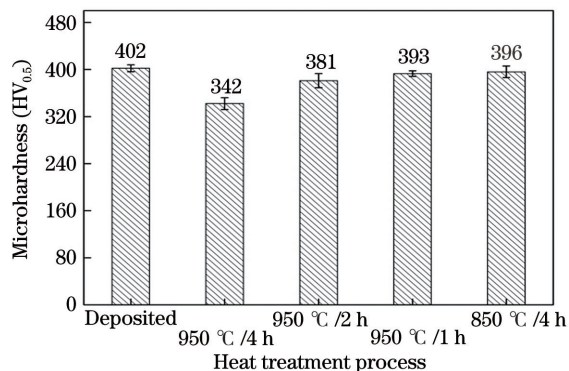 480
400
320
240
160
80
0
Microhardness (HV0.5)
402
342
381
393
396
Deposited
950 ℃/4 h
950 ℃/2 h
950 ℃/1 h
850 ℃/4 h
Heat treatment process